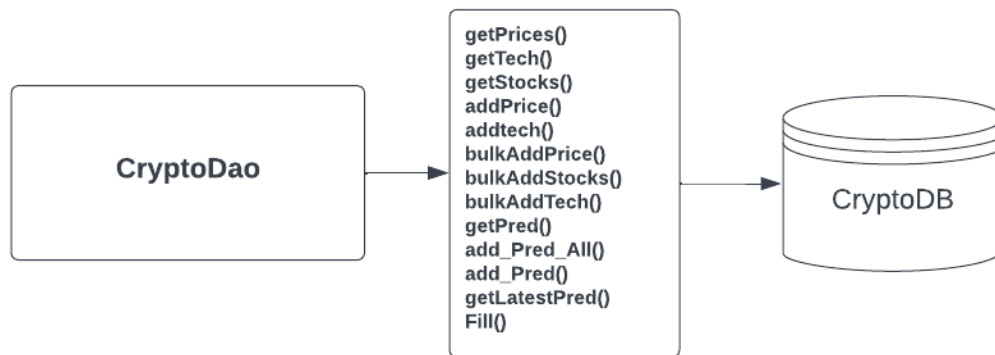 CryptoDao
getPrices()
getTech()
getStocks()
addPrice()
addtech()
bulkAddPrice()
bulkAddStocks()
bulkAddTech()
getPred()
add_Pred_All()
add_Pred()
getLatestPred()
Fill()
CryptoDB